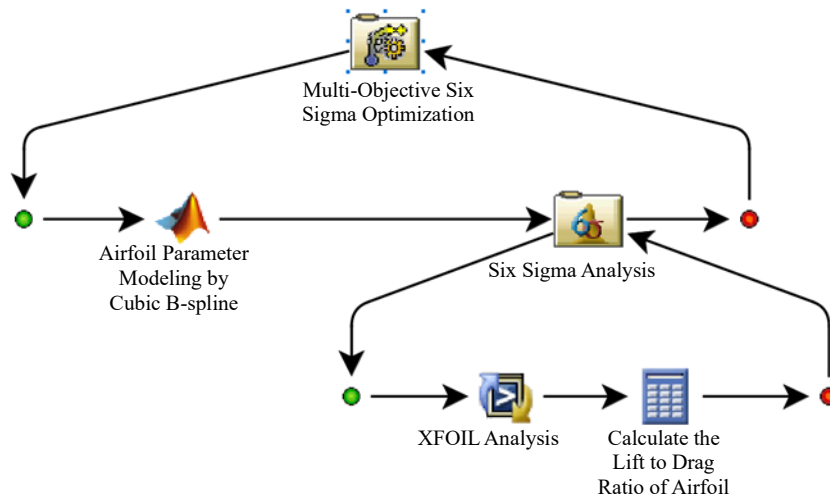 Multi-Objective Six
Sigma Optimization
Airfoil Parameter
Modeling by
Cubic B-spline
Six Sigma Analysis
XFOIL Analysis
Calculate the
Lift to Drag
Ratio of Airfoil